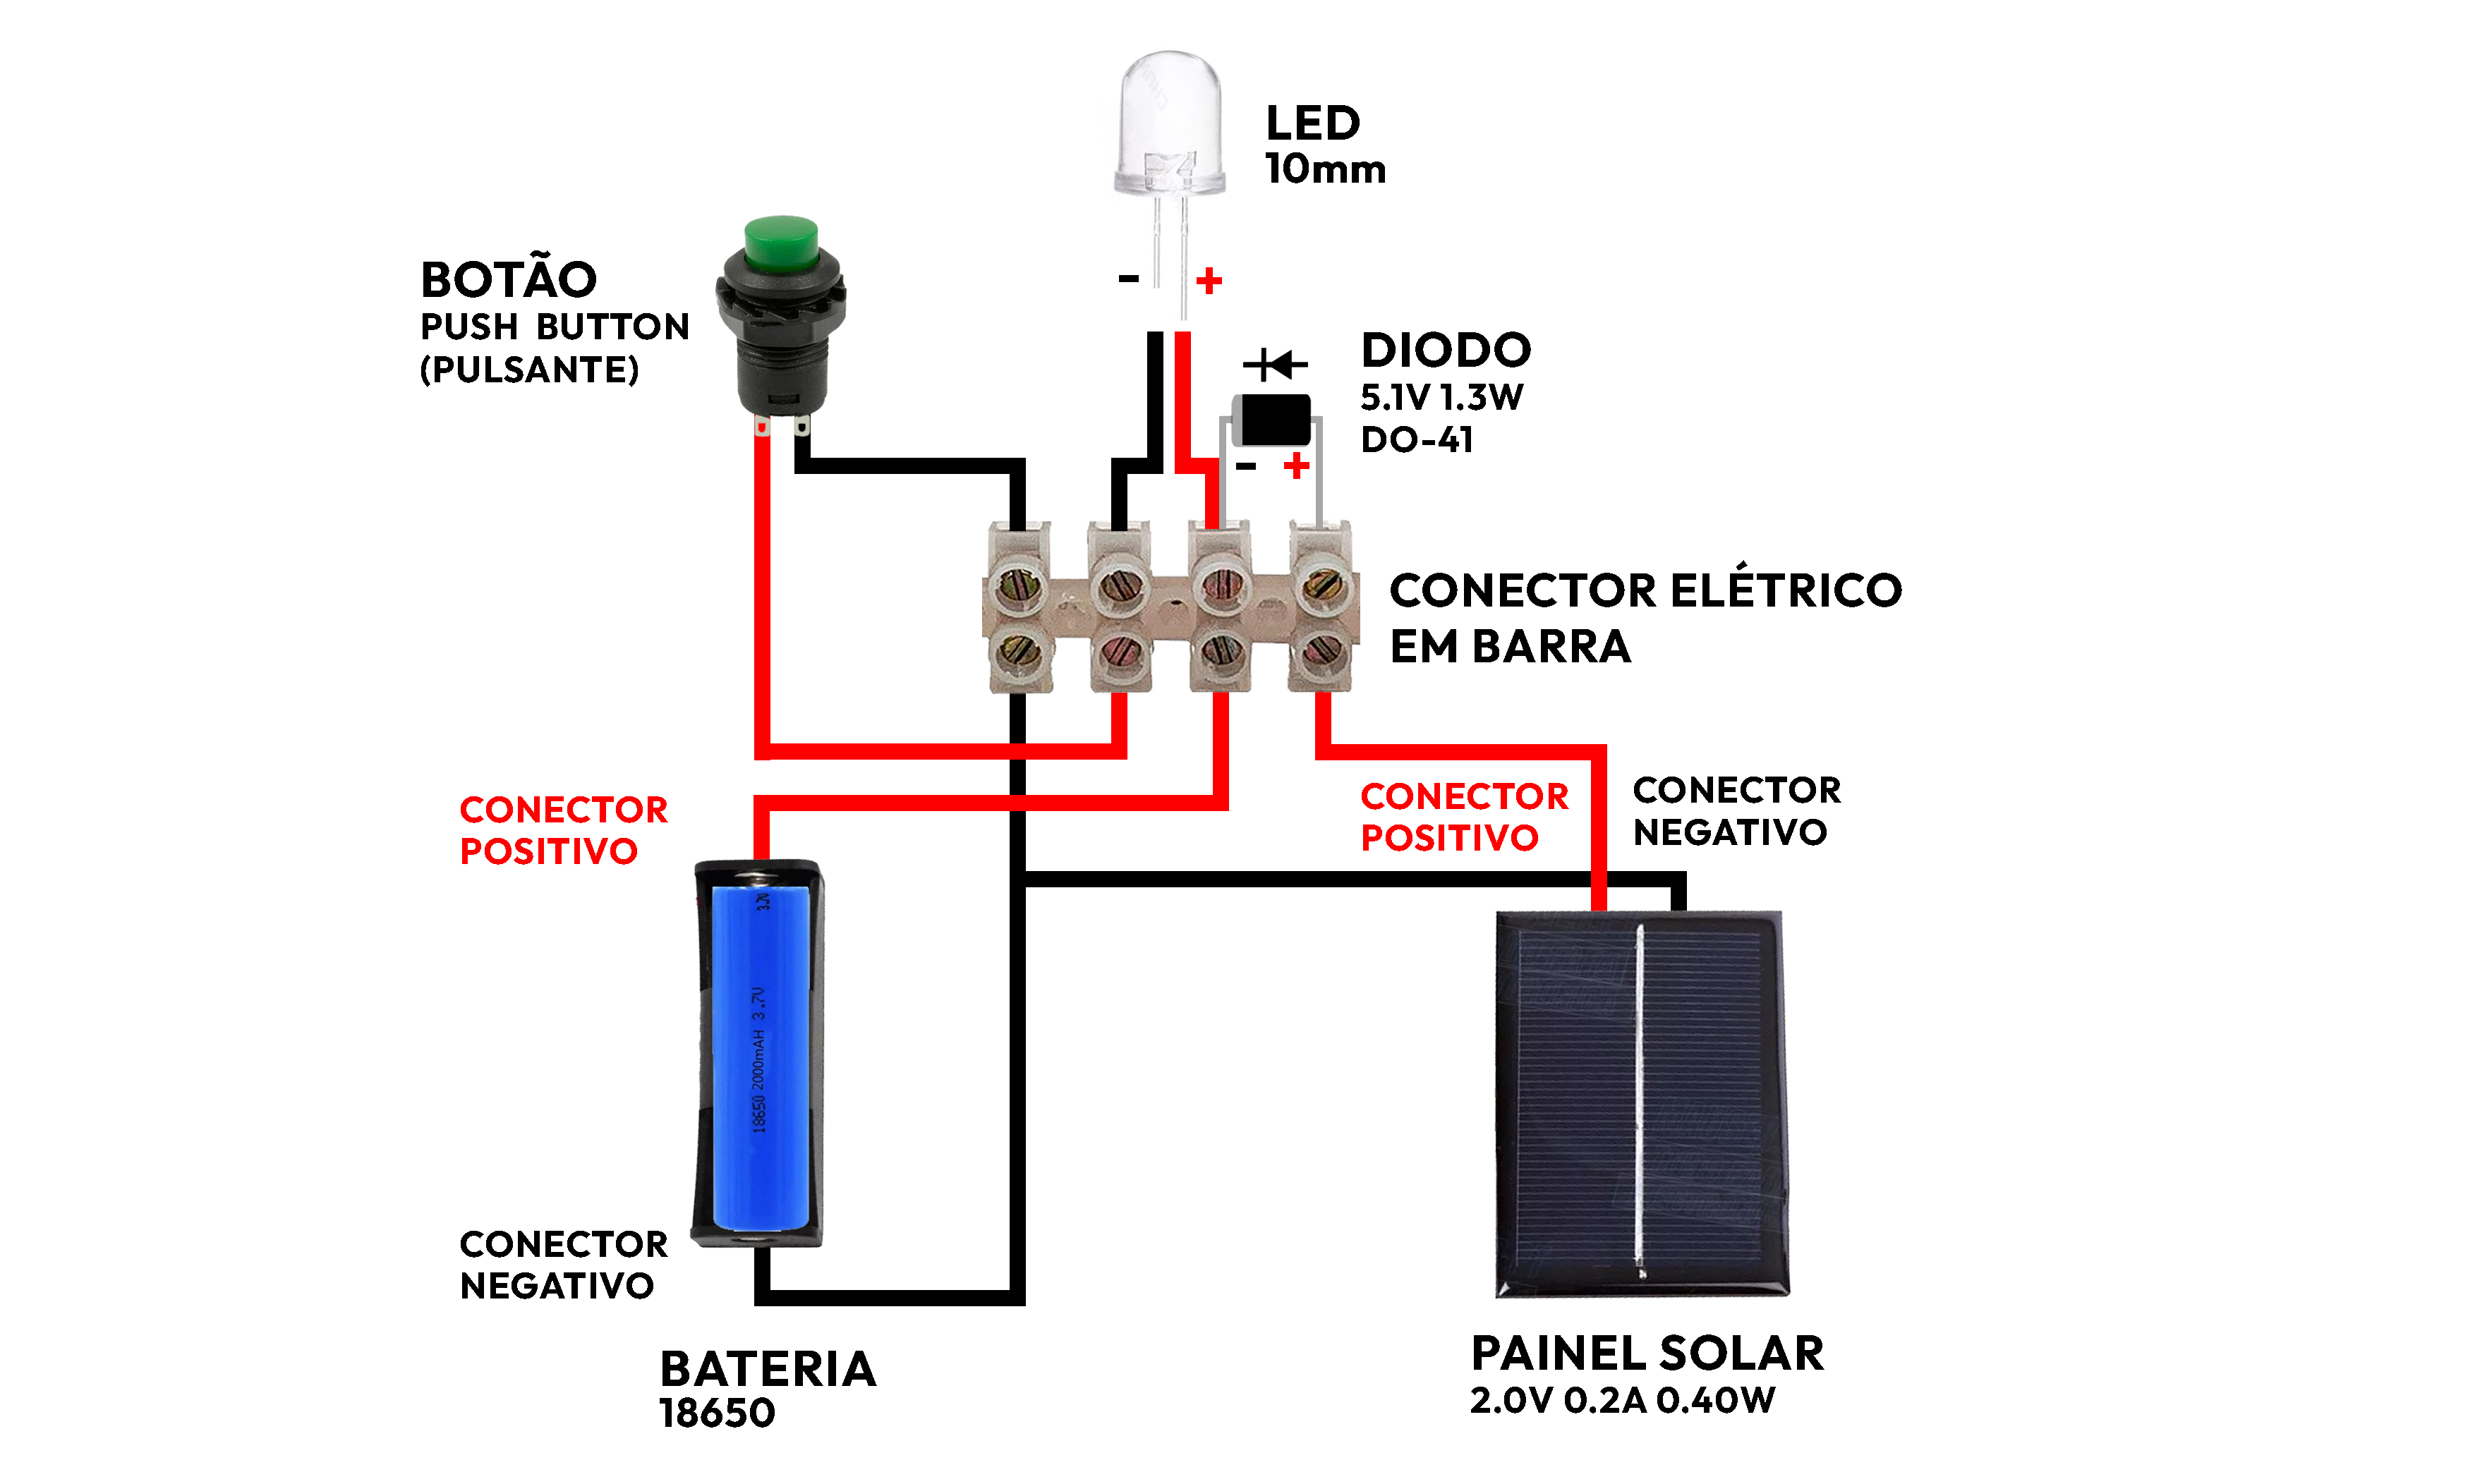 LED
10mm
BOTÃO
PUSH BUTTON
(PULSANTE)
- +
DIODO
5.1V 1.3W
DO-41
- +
CONECTOR ELÉTRICO
EM BARRA
CONECTOR
POSITIVO
CONECTOR
POSITIVO
CONECTOR
NEGATIVO
3.2V
18650 2000mAH 3.7V
CONECTOR
NEGATIVO
BATERIA
18650
PAINEL SOLAR
2.0V 0.2A 0.40W